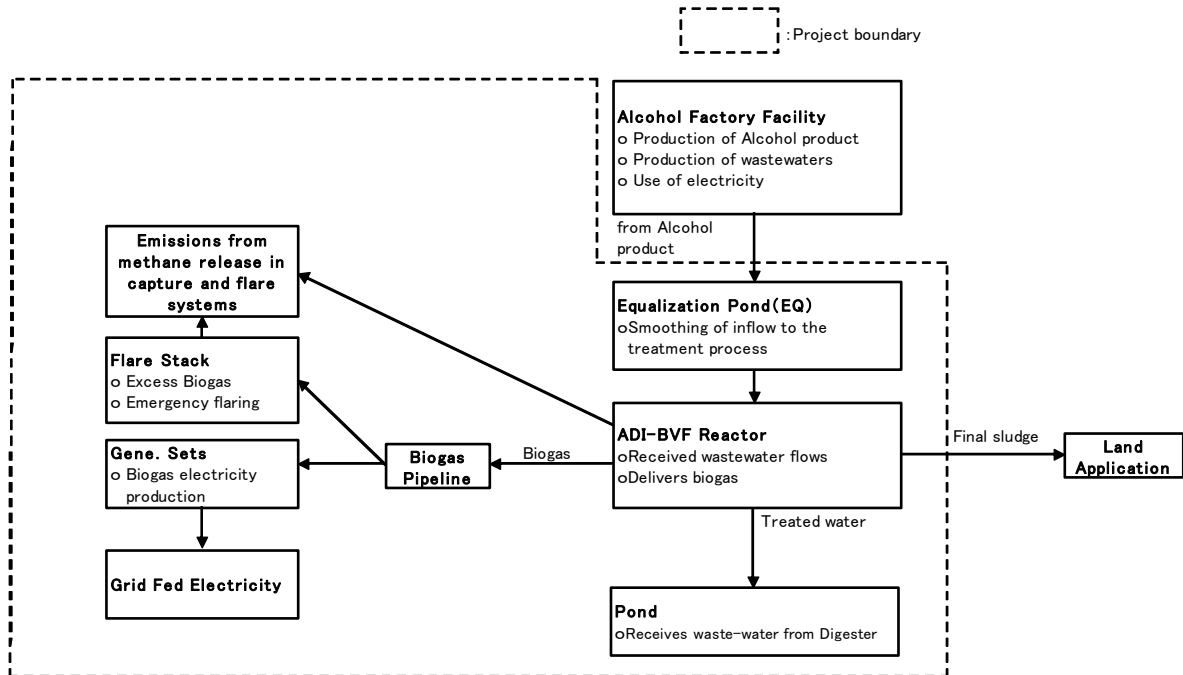 : Project boundary
Alcohol Factory Facility
o Production of Alcohol product
o Production of wastewaters
o Use of electricity
from Alcohol
product
Emissions from
methane release in
capture and flare
systems
Equalization Pond(EQ)
oSmoothing of inflow to the
treatment process
Flare Stack
o Excess Biogas
o Emergency flaring
ADI-BVF Reactor
oReceived wastewater flows
oDelivers biogas
Final sludge
Land
Application
Gene. Sets
o Biogas electricity
production
Biogas
Pipeline
Biogas
Treated water
Grid Fed Electricity
Pond
oReceives waste-water from Digester